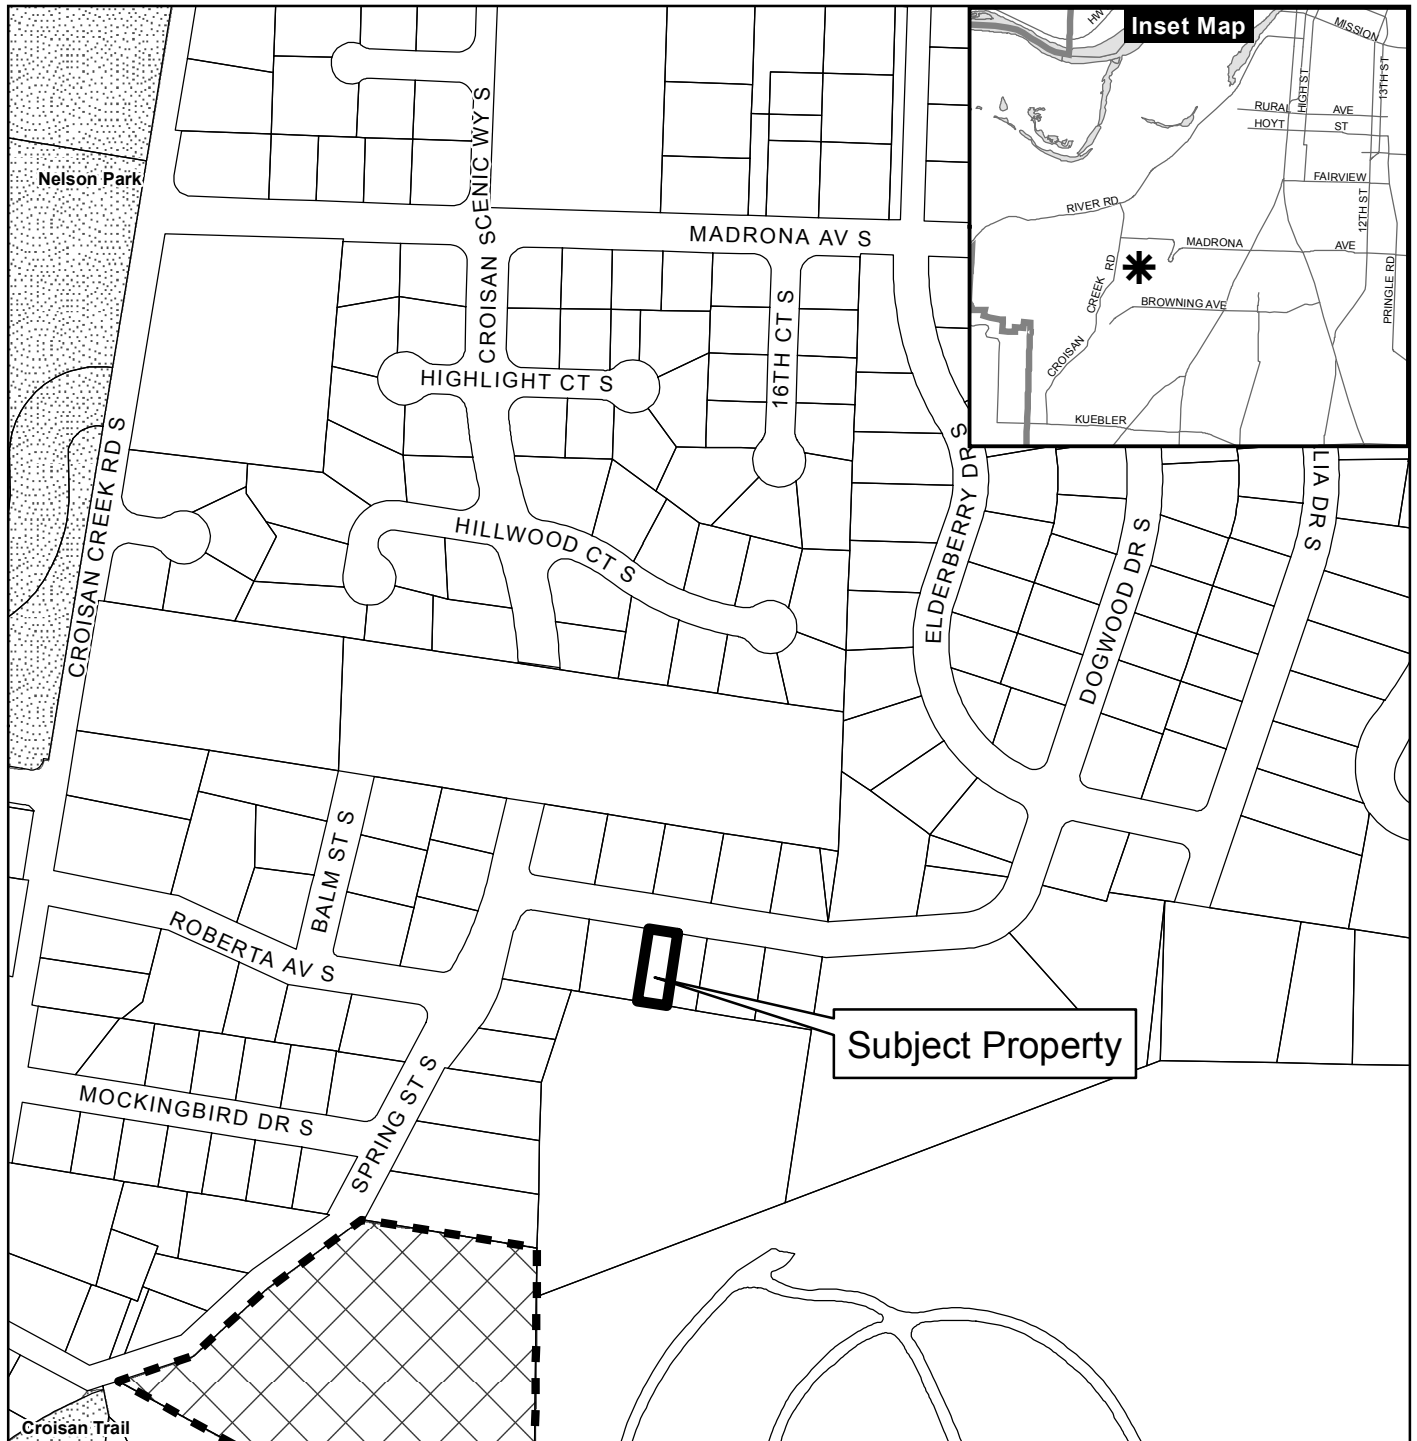 Inset Map
HW
MISSION
HIGH ST
13TH ST
RURAL AVE
HOYT ST
FAIRVIEW
12TH ST
RIVER RD
MADRONA AVE
CROISAN CREEK RD
BROWNING AVE
PRINGLE RD
KUEBLER
Nelson Park
CROISAN SCENIC WY S
MADRONA AV S
16TH CT S
HIGHLIGHT CT S
CROISAN CREEK RD S
HILLWOOD CT S
ELDERBERRY DR S
DOGWOOD DR S
LIA DR S
BALM ST S
ROBERTA AV S
Subject Property
MOCKINGBIRD DR S
SPRING ST S
Croisan Trail